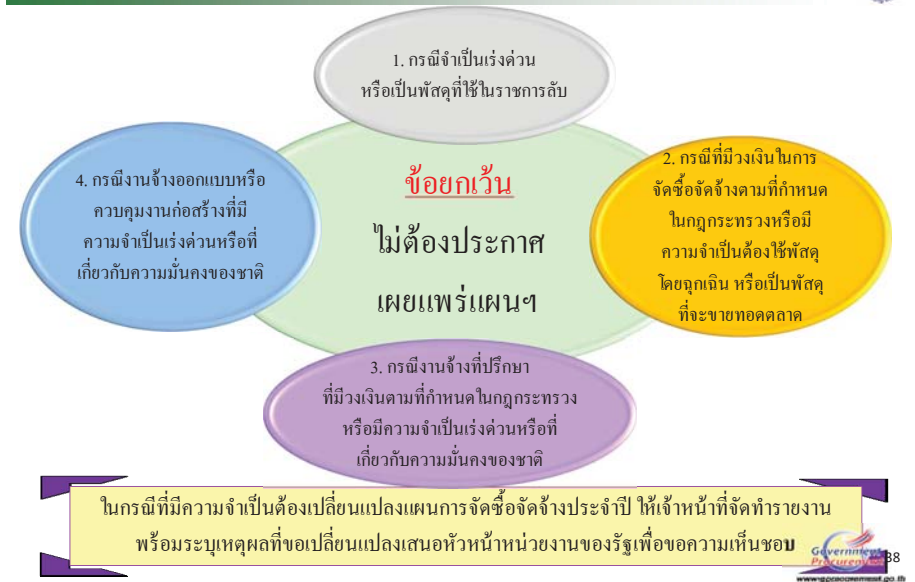 1. กรณีจำเป็นเร่งด่วน
หรือเป็นพัสดุที่ใช้ในราชการลับ
2. กรณีที่มีวงเงินในการ
จัดซื้อจัดจ้างตามที่กำหนด
ในกฎกระทรวงหรือมี
ความจำเป็นต้องใช้พัสดุ
โดยฉุกเฉิน หรือเป็นพัสดุ
ที่จะขายทอดตลาด
4. กรณีงานจ้างออกแบบหรือ
ควบคุมงานก่อสร้างที่มี
ความจำเป็นเร่งด่วนหรือที่
เกี่ยวกับความมั่นคงของชาติ
ข้อยกเว้น
ไม่ต้องประกาศ
เผยแพร่แผนฯ
3. กรณีงานจ้างที่ปรึกษา
ที่มีวงเงินตามที่กำหนดในกฎกระทรวง
หรือมีความจำเป็นเร่งด่วนหรือที่
เกี่ยวกับความมั่นคงของชาติ
ในกรณีที่มีความจำเป็นต้องเปลี่ยนแปลงแผนการจัดซื้อจัดจ้างประจำปี ให้เจ้าหน้าที่จัดทำรายงาน
พร้อมระบุเหตุผลที่ขอเปลี่ยนแปลงเสนอหัวหน้าหน่วยงานของรัฐเพื่อขอความเห็นชอบ
Government
Procurement
38
www.gprocurement.go.th